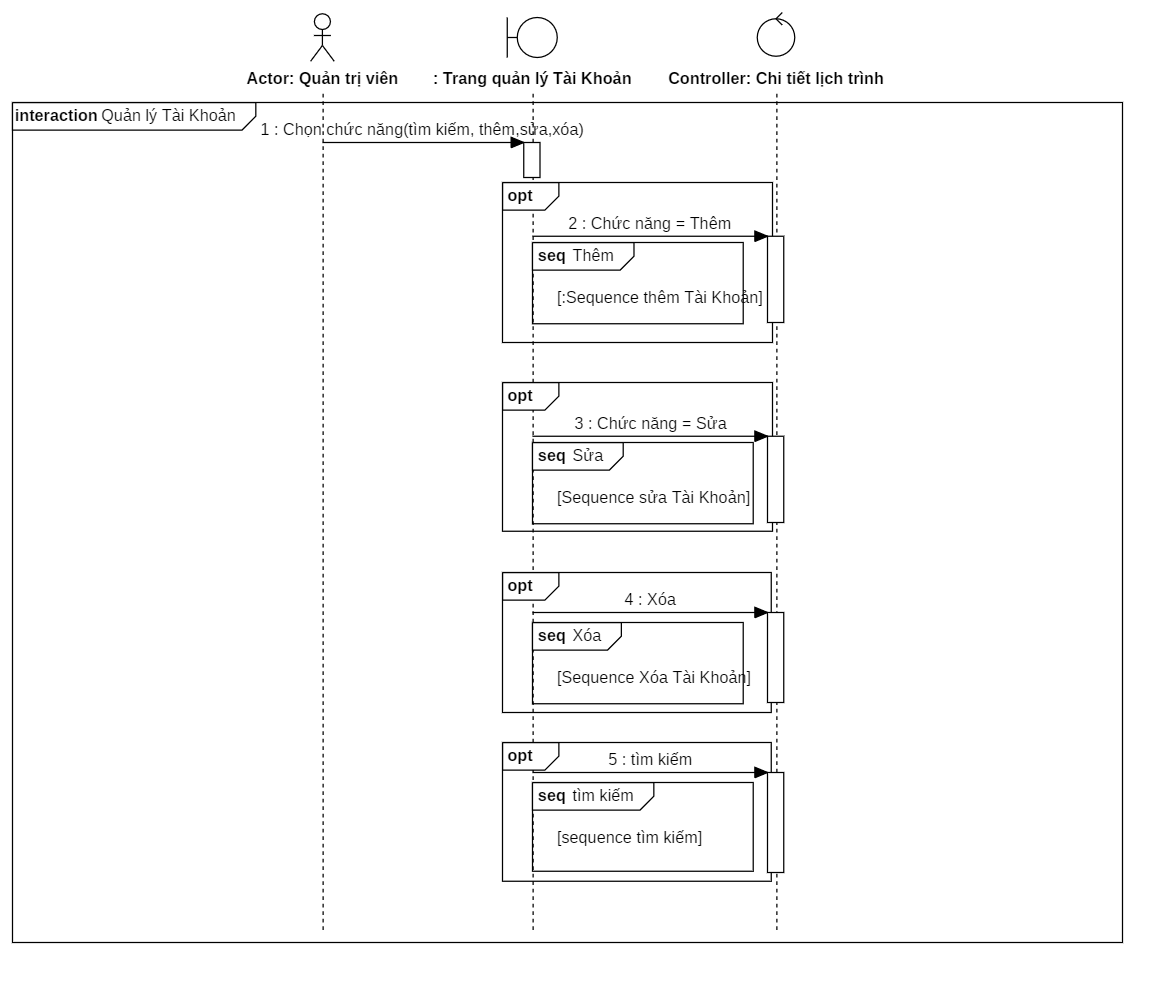 Actor: Quản trị viên
: Trang quản lý Tài Khoản
Controller: Chi tiết lịch trình
interaction Quản lý Tài Khoản
1 : Chọn chức năng(tìm kiếm, thêm,sửa,xóa)
opt
2 : Chức năng = Thêm
seq Thêm
[:Sequence thêm Tài Khoản]
opt
3 : Chức năng = Sửa
seq Sửa
[Sequence sửa Tài Khoản]
opt
4 : Xóa
seq Xóa
[Sequence Xóa Tài Khoản]
opt
5 : tìm kiếm
seq tìm kiếm
[sequence tìm kiếm]